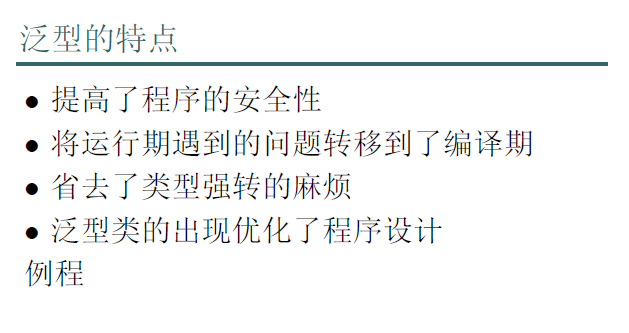 泛型的特点
● 提高了程序的安全性
● 将运行期遇到的问题转移到了编译期
● 省去了类型强转的麻烦
● 泛型类的出现优化了程序设计
例程